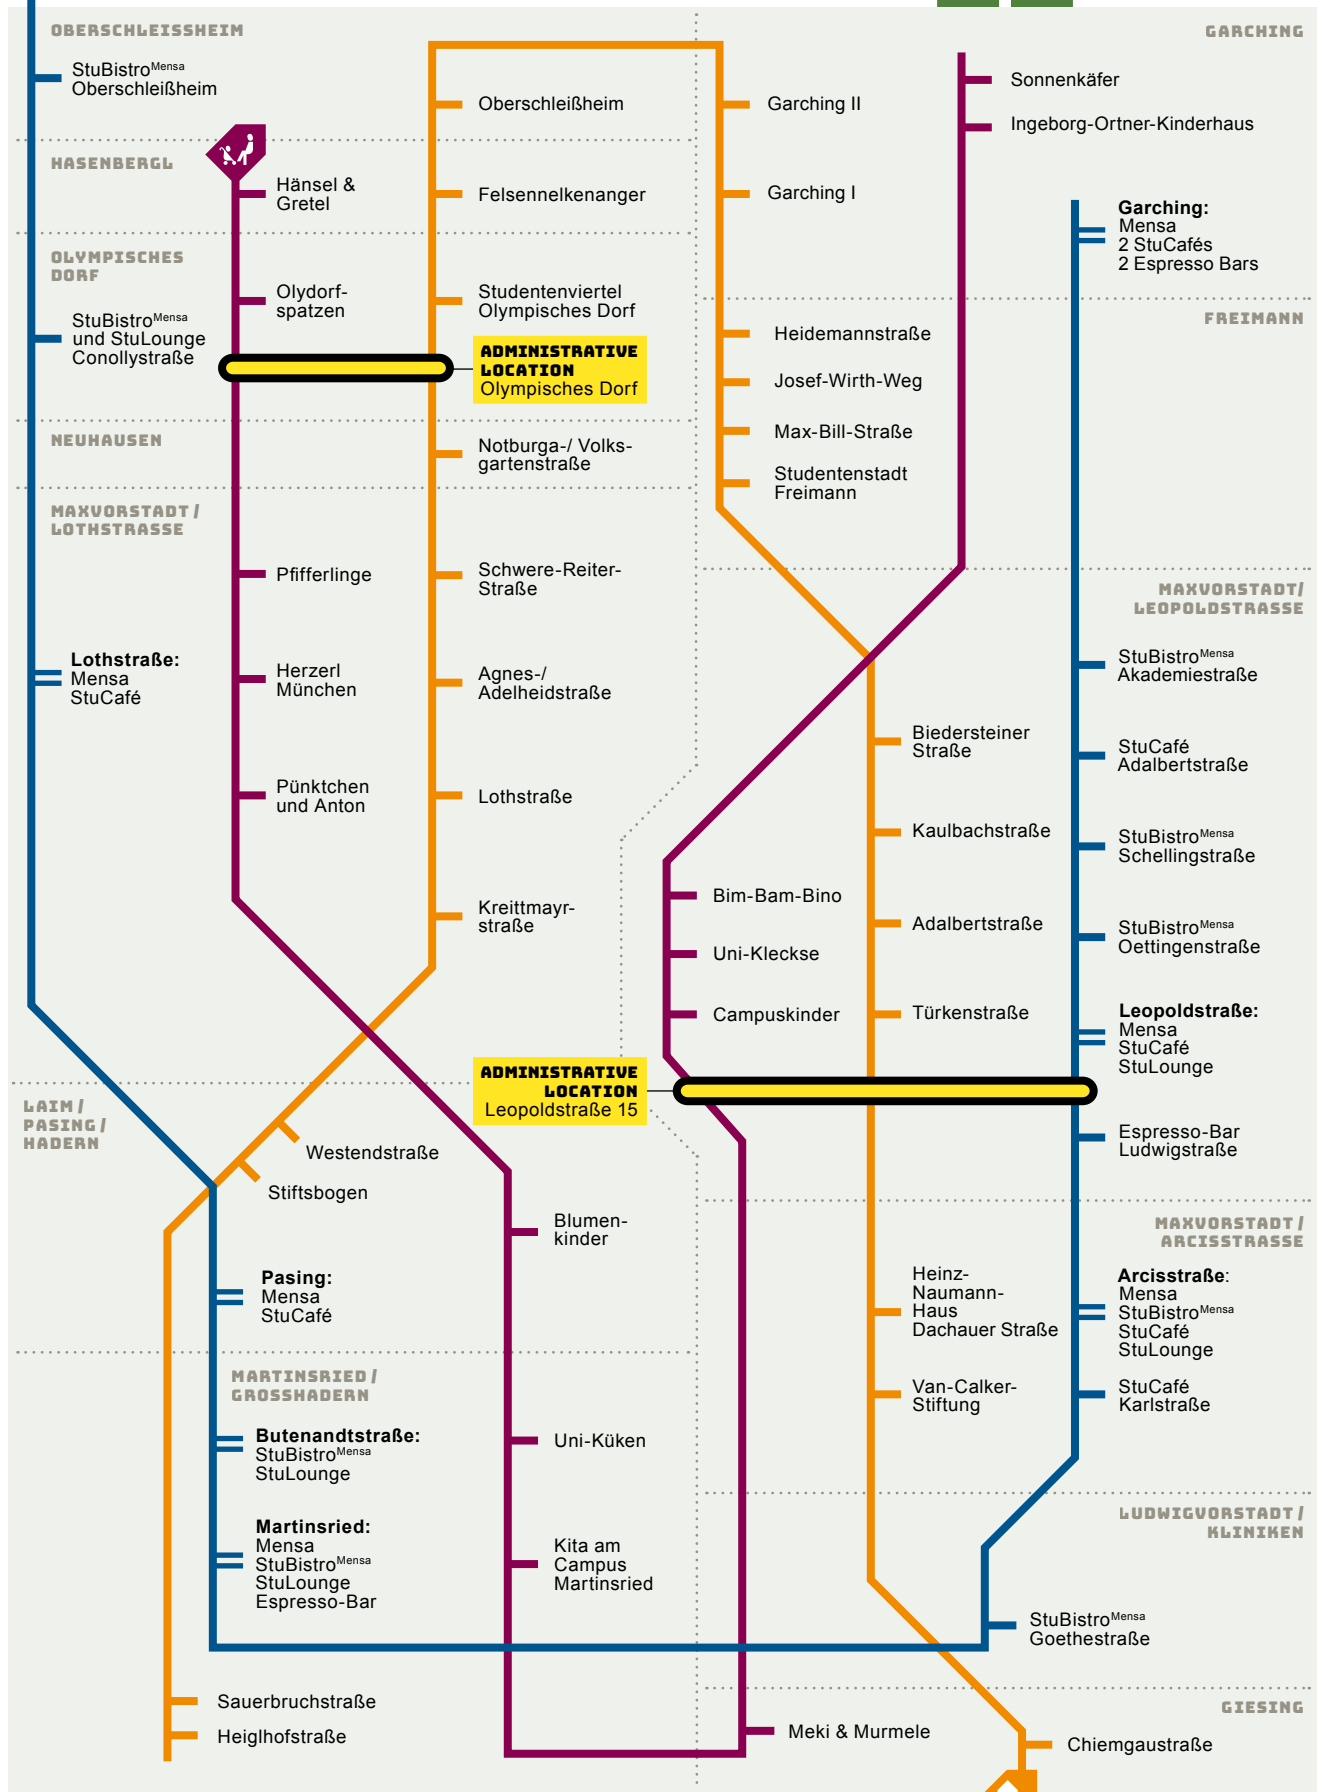 OBERSCHLEISSHEIM
StuBistroMensa
Oberschleißheim
HASENBERGL
Hänsel &
Gretel
OLYMPISCHES
DORF
Olydorf-
spatzen
StuBistroMensa
und StuLounge
Conollystraße
NEUHAUSEN
MAXVORSTADT /
LOTHSTRASSE
Pfifferlinge
Lothstraße:
Mensa
StuCafé
Herzerl
München
Pünktchen
und Anton
Oberschleißheim
Felsennelkenanger
Studentenviertel
Olympisches Dorf
ADMINISTRATIVE
LOCATION
Olympisches Dorf
Notburga-/ Volks-
gartenstraße
Schwere-Reiter-
Straße
Agnes-/
Adelheidstraße
Lothstraße
Kreittmayr-
straße
LAIM /
PASING /
HADERN
Westendstraße
Stiftsbogen
Blumen-
kinder
Pasing:
Mensa
StuCafé
MARTINSRIED /
GROSSHADERN
Butenandtstraße:
StuBistroMensa
StuLounge
Uni-Küken
Martinsried:
Mensa
StuBistroMensa
StuLounge
Espresso-Bar
Kita am
Campus
Martinsried
Sauerbruchstraße
Heiglhofstraße
GARCHING
Garching II
Garching I
Sonnenkäfer
Ingeborg-Ortner-Kinderhaus
Garching:
Mensa
2 StuCafés
2 Espresso Bars
FREIMANN
Heidemannstraße
Josef-Wirth-Weg
Max-Bill-Straße
Studentenstadt
Freimann
MAXVORSTADT/
LEOPOLDSTRASSE
StuBistroMensa
Akademiestraße
Biedersteiner
Straße
StuCafé
Adalbertstraße
Kaulbachstraße
StuBistroMensa
Schellingstraße
Bim-Bam-Bino
Adalbertstraße
StuBistroMensa
Oettingenstraße
Uni-Kleckse
Campuskinder
Türkenstraße
Leopoldstraße:
Mensa
StuCafé
StuLounge
ADMINISTRATIVE
LOCATION
Leopoldstraße 15
Espresso-Bar
Ludwigstraße
MAXVORSTADT /
ARCISSTRASSE
Heinz-
Naumann-
Haus
Dachauer Straße
Arcisstraße:
Mensa
StuBistroMensa
StuCafé
StuLounge
Van-Calker-
Stiftung
StuCafé
Karlstraße
LUDWIGVORSTADT /
KLINIKEN
StuBistroMensa
Goethestraße
GIESING
Meki & Murmele
Chiemgaustraße